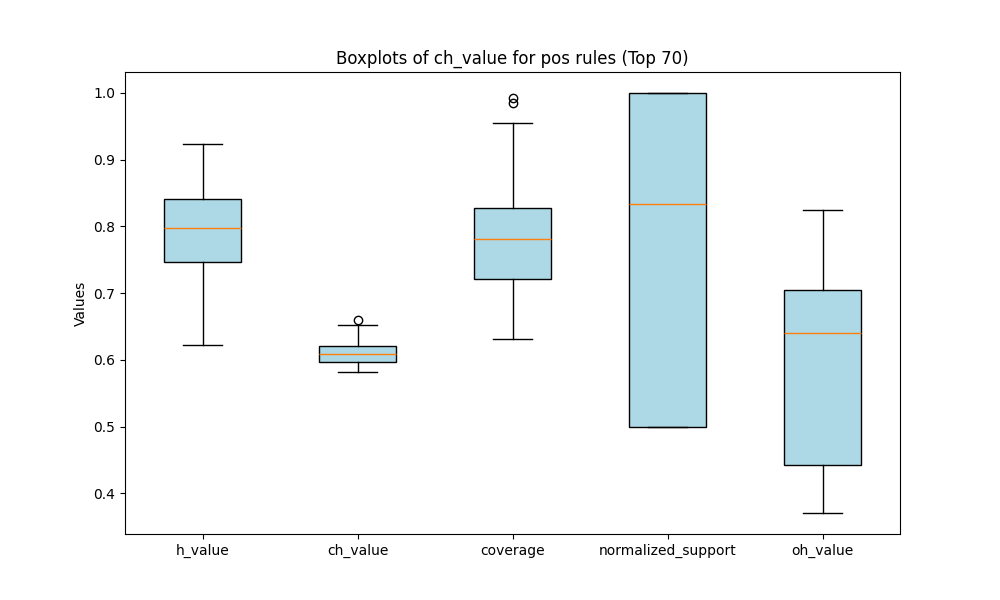 Boxplots of ch_value for pos rules (Top 70)
Values
1.0
0.9
0.8
0.7
0.6
0.5
0.4
h_value
ch_value
coverage
normalized_support
oh_value